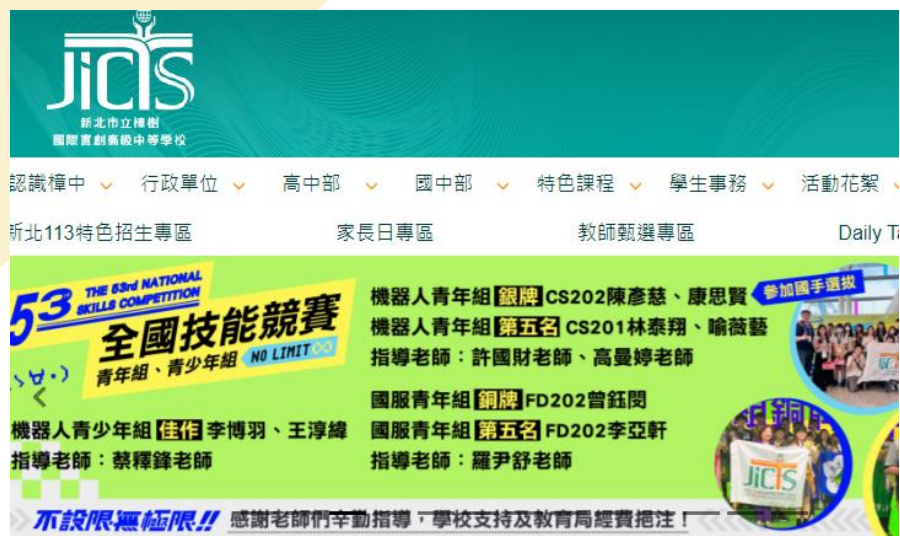 JiCTS
新北市立樟樹
國際實創高級中等學校
認識樟中 行政單位 高中部 國中部 特色課程 學生事務 活動花絮
新北113特色招生專區 家長日專區 教師甄選專區 Daily
53 THE 53rd NATIONAL
SKILLS COMPETITION
全國技能競賽
青年組、青少年組 NO LIMIT
機器人青少年組 佳作 李博羽、王淳緯
指導老師：蔡釋鋒老師
機器人青年組 銀牌 CS202陳彥慈、康思賢
機器人青年組 第五名 CS201林泰翔、喻薇藝
指導老師：許國財老師、高曼婷老師
國服青年組 銅牌 FD202曾鈺閔
國服青年組 第五名 FD202李亞軒
指導老師：羅尹舒老師
參加國手選拔
JiCTS
不設限無極限!! 感謝老師們辛勤指導，學校支持及教育局經費挹注！